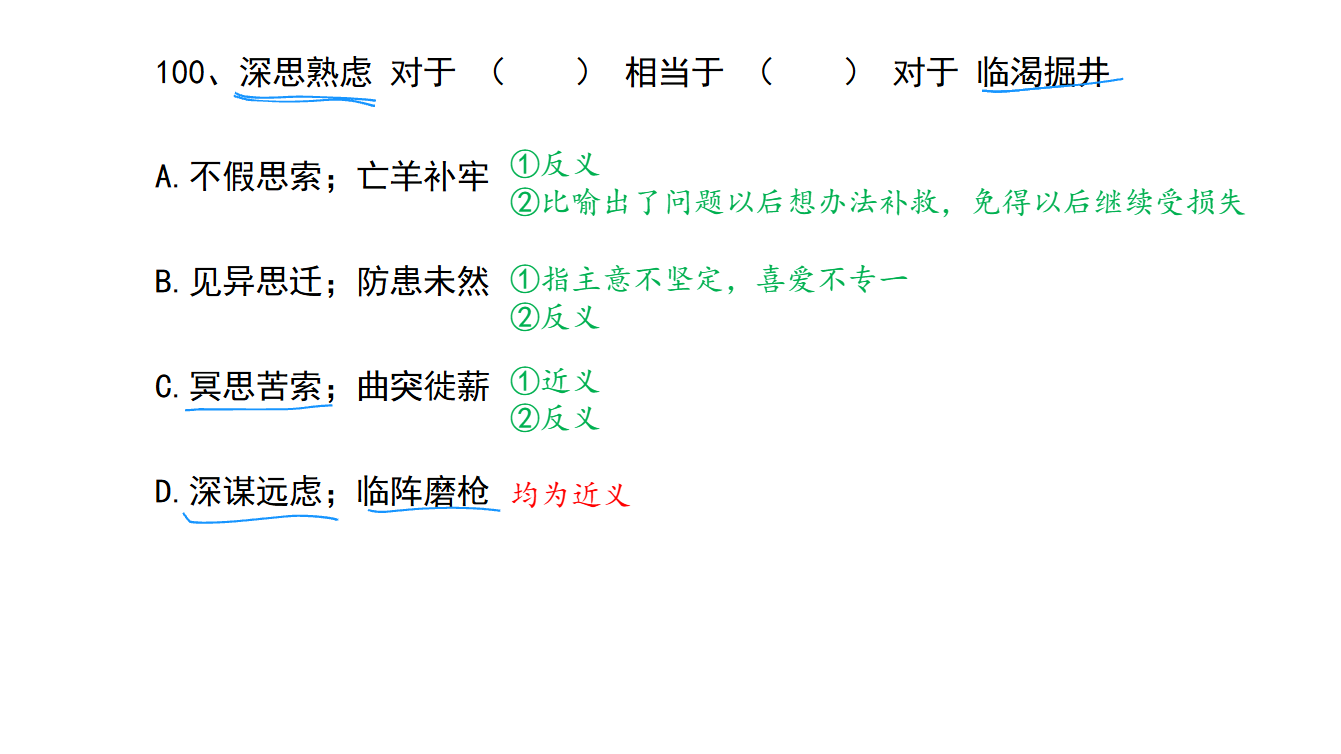 100、深思熟虑 对于 （　　） 相当于 （　　） 对于 临渴掘井
A.不假思索；亡羊补牢
①反义
②比喻出了问题以后想办法补救，免得以后继续受损失
B.见异思迁；防患未然
①指主意不坚定，喜爱不专一
②反义
C.冥思苦索；曲突徙薪
①近义
②反义
D.深谋远虑；临阵磨枪
均为近义